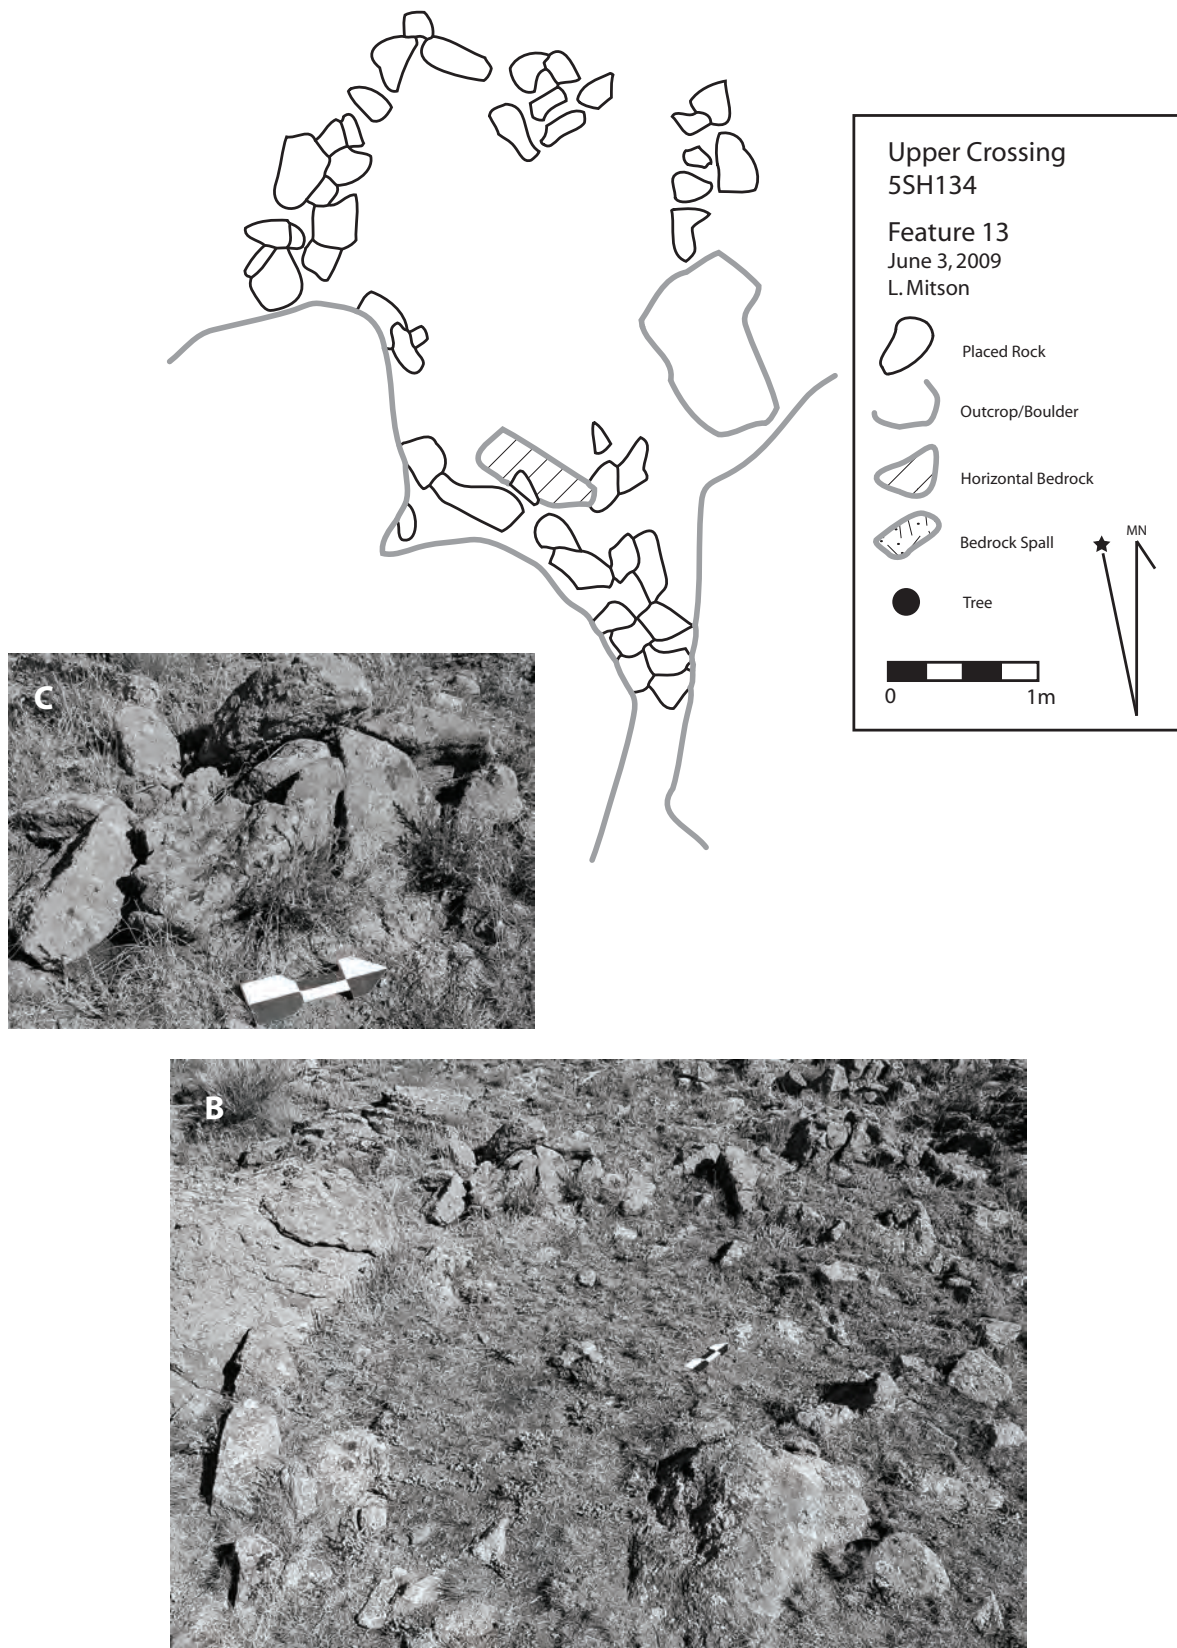 Upper Crossing
5SH134
Feature 13
June 3, 2009
L. Mitson
Placed Rock
Outcrop/Boulder
Horizontal Bedrock
Bedrock Spall
MN
Tree
0 1m
C
B